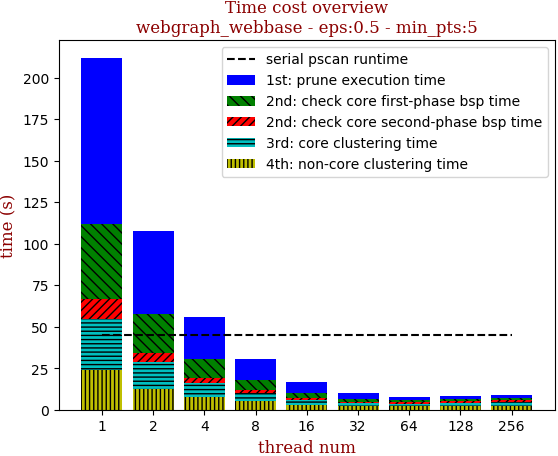 Time cost overview
webgraph_webbase - eps:0.5 - min_pts:5
serial pscan runtime
1st: prune execution time
2nd: check core first-phase bsp time
2nd: check core second-phase bsp time
3rd: core clustering time
4th: non-core clustering time
time (s)
200
175
150
125
100
75
50
25
0
1 2 4 8 16 32 64 128 256
thread num